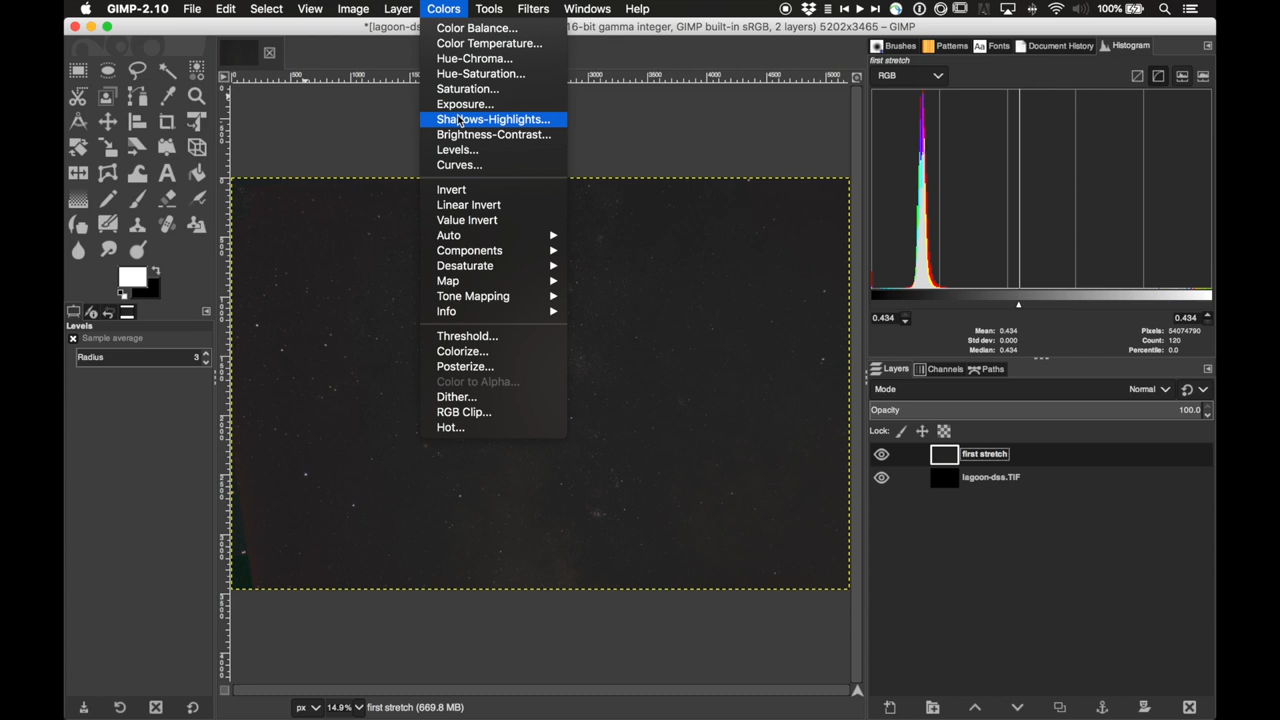 GIMP-2.10 File Edit Select View Image Layer Colors Tools Filters Windows Help 100%
*[lagoon-ds 16-bit gamma integer, GIMP built-in sRGB, 2 layers) 5202x3465 – GIMP
Color Balance...
Color Temperature...
Hue-Chroma...
Hue-Saturation...
Saturation...
Exposure...
Shadows-Highlights...
Brightness-Contrast...
Levels...
Curves...
Invert
Linear Invert
Value Invert
Auto
Components
Desaturate
Map
Tone Mapping
Info
Threshold...
Colorize...
Posterize...
Color to Alpha...
Dither...
RGB Clip...
Hot...
Levels
Sample average
Radius 3
px 14.9% first stretch (669.8 MB)
Brushes Patterns Aa Fonts Document History Histogram
first stretch
RGB
0.434 0.434
Mean: 0.434 Pixels: 54074790
Std dev: 0.000 Count: 120
Median: 0.434 Percentile: 0.0
Layers Channels Paths
Mode Normal
Opacity 100.0
Lock:
first stretch
lagoon-dss.TIF